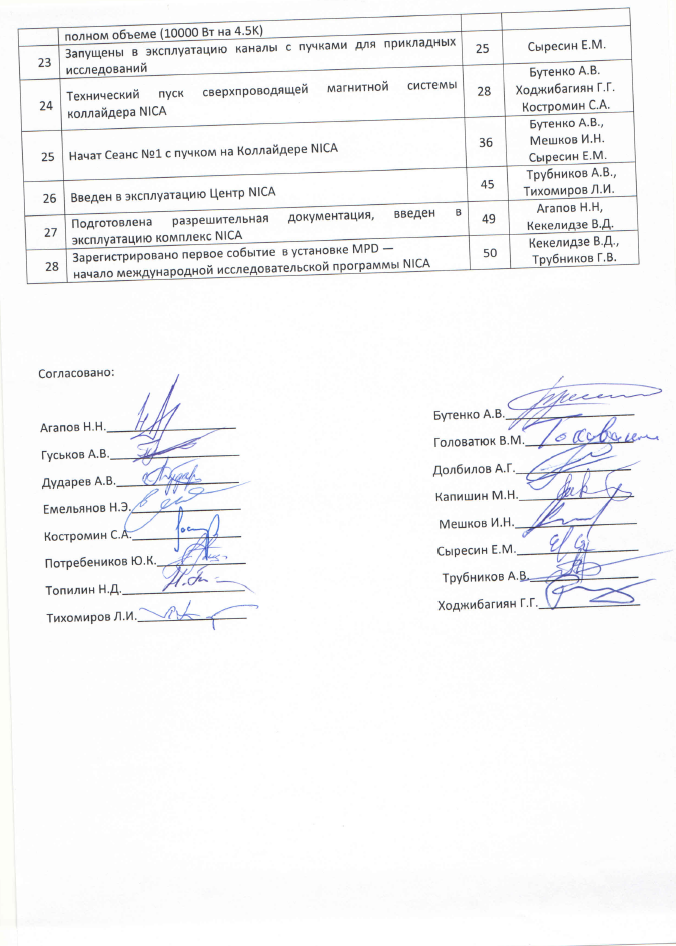 полном объеме (10000 Вт на 4.5К)
23 Запущены в эксплуатацию каналы с пучками для прикладных исследований 25 Сыресин Е.М.
24 Технический пуск сверхпроводящей магнитной системы коллайдера NICA 28 Бутенко А.В. Ходжибагиян Г.Г. Костромин С.А.
25 Начат Сеанс №1 с пучком на Коллайдере NICA 36 Бутенко А.В., Мешков И.Н. Сыресин Е.М.
26 Введен в эксплуатацию Центр NICA 45 Трубников А.В., Тихомиров Л.И.
27 Подготовлена разрешительная документация, введен в эксплуатацию комплекс NICA 49 Агапов Н.Н, Кекелидзе В.Д.
28 Зарегистрировано первое событие в установке MPD — начало международной исследовательской программы NICA 50 Кекелидзе В.Д., Трубников Г.В.
Согласовано:
Агапов Н.Н.
Гуськов А.В.
Дударев А.В.
Емельянов Н.Э.
Костромин С.А.
Потребеников Ю.К.
Топилин Н.Д.
Тихомиров Л.И.
Бутенко А.В.
Головатюк В.М.
Долбилов А.Г.
Капишин М.Н.
Мешков И.Н.
Сыресин Е.М.
Трубников А.В.
Ходжибагиян Г.Г.